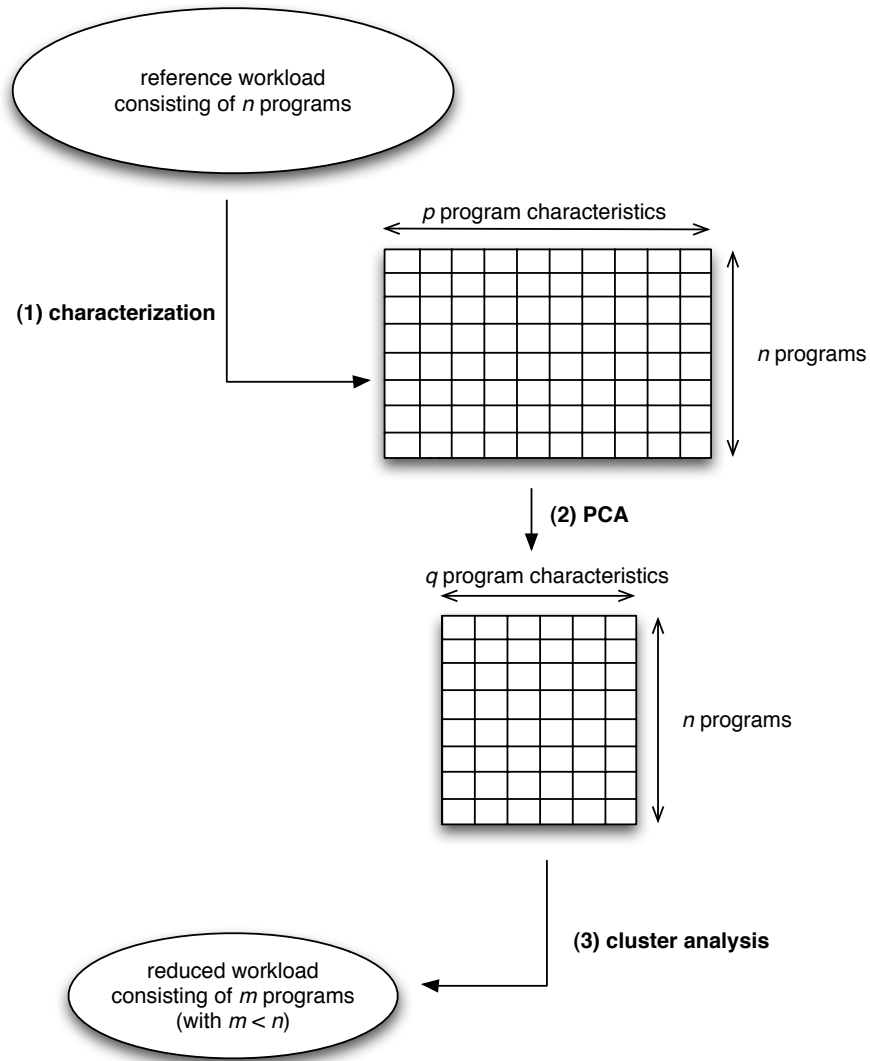 reference workload
consisting of n programs
p program characteristics
(1) characterization
n programs
(2) PCA
q program characteristics
n programs
(3) cluster analysis
reduced workload
consisting of m programs
(with m < n)